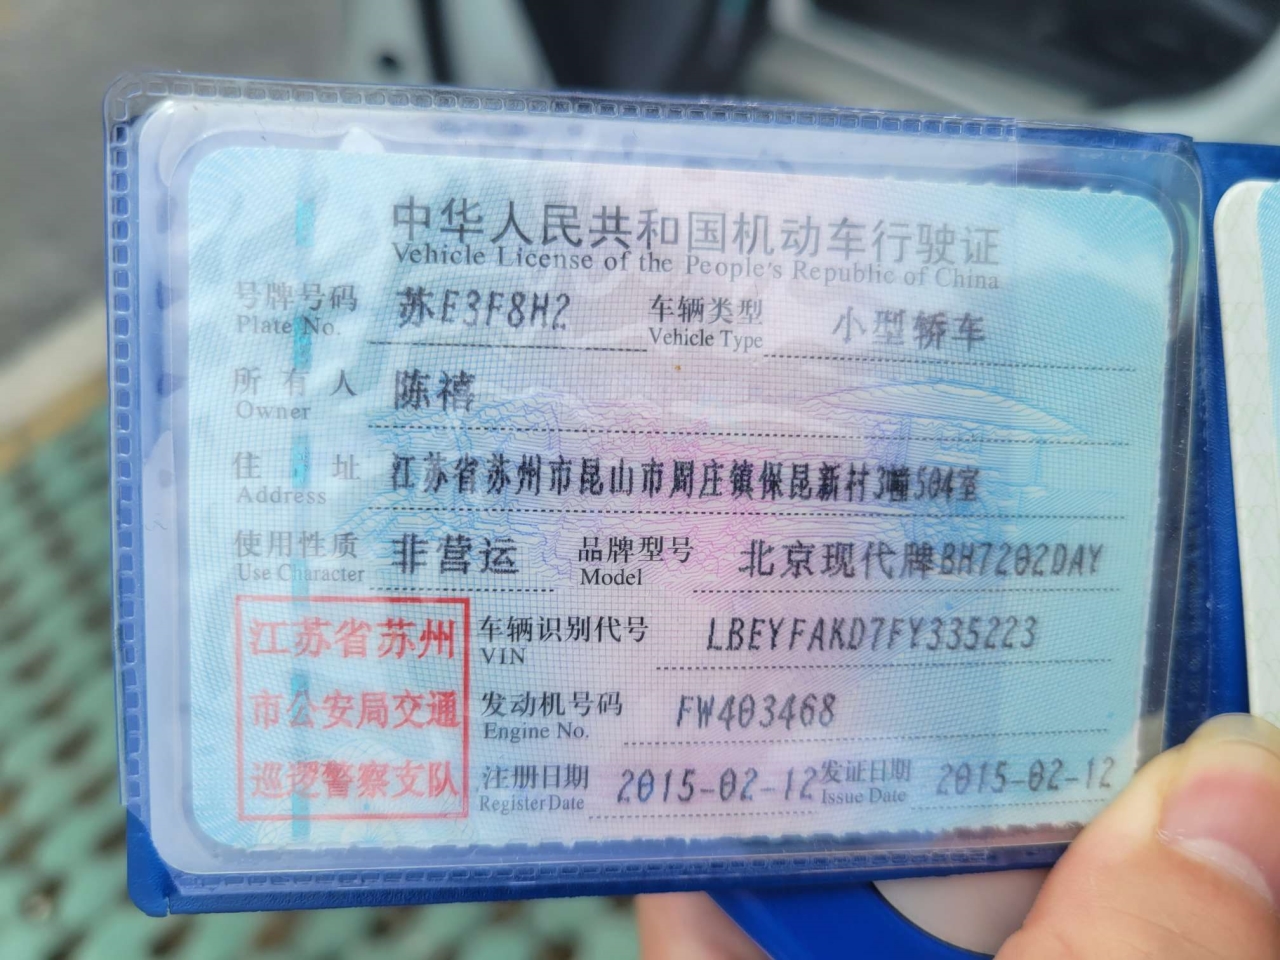 中华人民共和国机动车行驶证
Vehicle License of the People's Republic of China
号牌号码 苏E3F8H2 车辆类型 小型轿车
Plate No. Vehicle Type
所有人 陈禧
Owner
住址 江苏省苏州市昆山市周庄镇保昆新村3幢504室
Address
使用性质 非营运 品牌型号 北京现代牌BH7202DAY
Use Character Model
江苏省苏州 车辆识别代号 LBEYFAKD7FY335223
VIN
市公安局交通 发动机号码 FW403468
Engine No.
巡逻警察支队 注册日期 2015-02-12 发证日期 2015-02-12
Register Date Issue Date